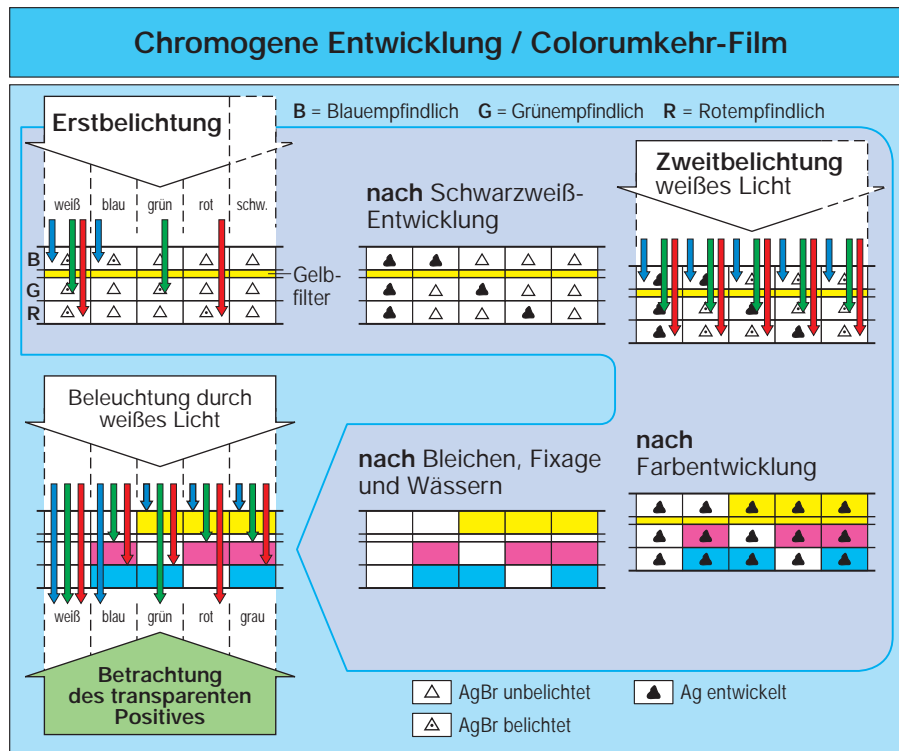 Chromogene Entwicklung / Colorumkehr-Film
B = Blauempfindlich G = Grünempfindlich R = Rotempfindlich
Erstbelichtung
weiß blau grün rot schw.
B
G
R
Gelb-
filter
nach Schwarzweiß-
Entwicklung
Zweitbelichtung
weißes Licht
Beleuchtung durch
weißes Licht
weiß blau grün rot grau
Betrachtung
des transparenten
Positives
nach Bleichen, Fixage
und Wässern
nach
Farbentwicklung
AgBr unbelichtet
Ag entwickelt
AgBr belichtet